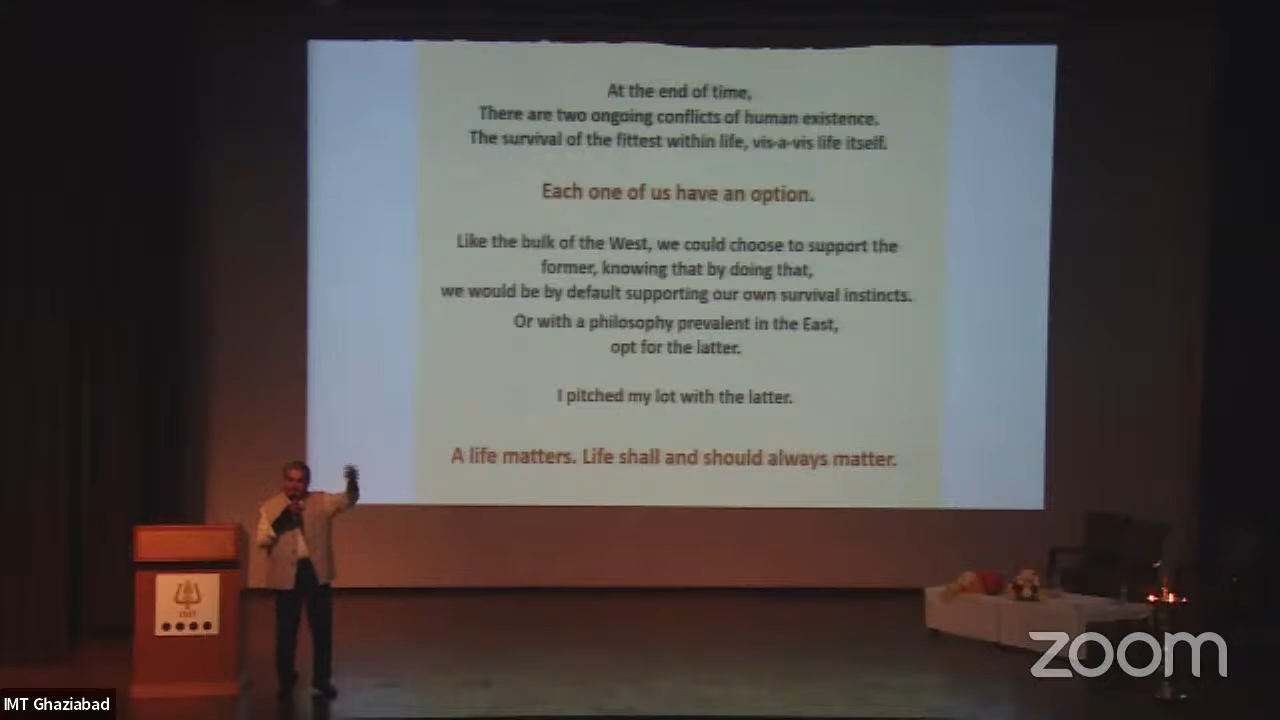 At the end of time,
There are two ongoing conflicts of human existence.
The survival of the fittest within life, vis-a-vis life itself.
Each one of us have an option.
Like the bulk of the West, we could choose to support the
former, knowing that by doing that,
we would be by default supporting our own survival instincts.
Or with a philosophy prevalent in the East,
opt for the latter.
I pitched my lot with the latter.
A life matters. Life shall and should always matter.
zoom
IMT Ghaziabad